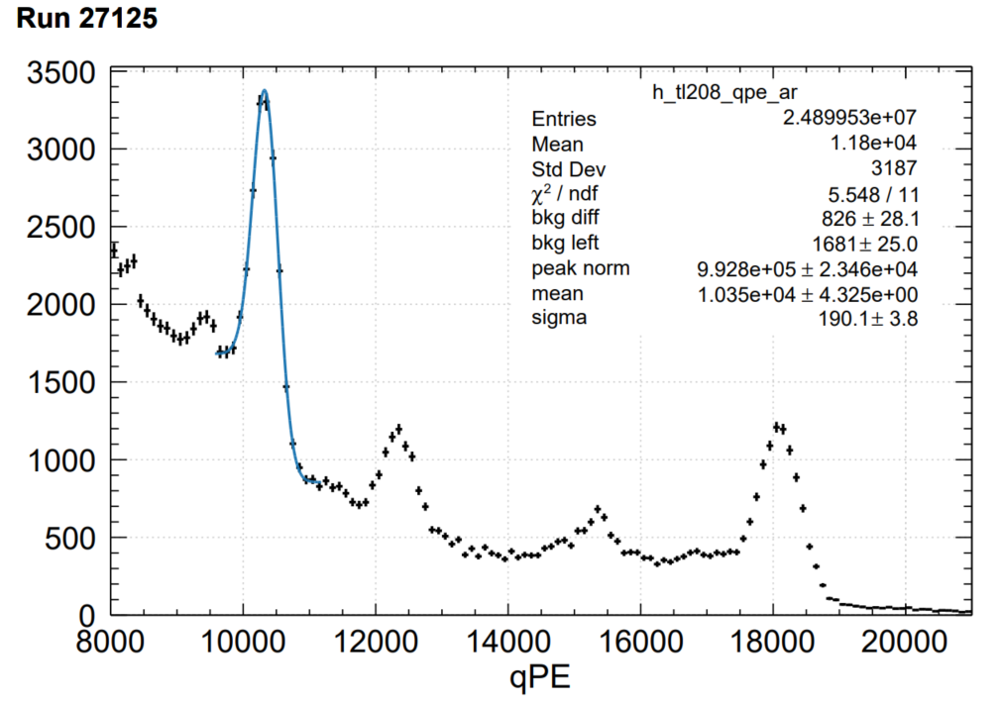 Run 27125
3500
3000
2500
2000
1500
1000
500
0
h_tl208_qpe_ar
Entries 2.489953e+07
Mean 1.18e+04
Std Dev 3187
χ² / ndf 5.548 / 11
bkg diff 826 ± 28.1
bkg left 1681± 25.0
peak norm 9.928e+05 ± 2.346e+04
mean 1.035e+04 ± 4.325e+00
sigma 190.1± 3.8
8000 10000 12000 14000 16000 18000 20000
qPE